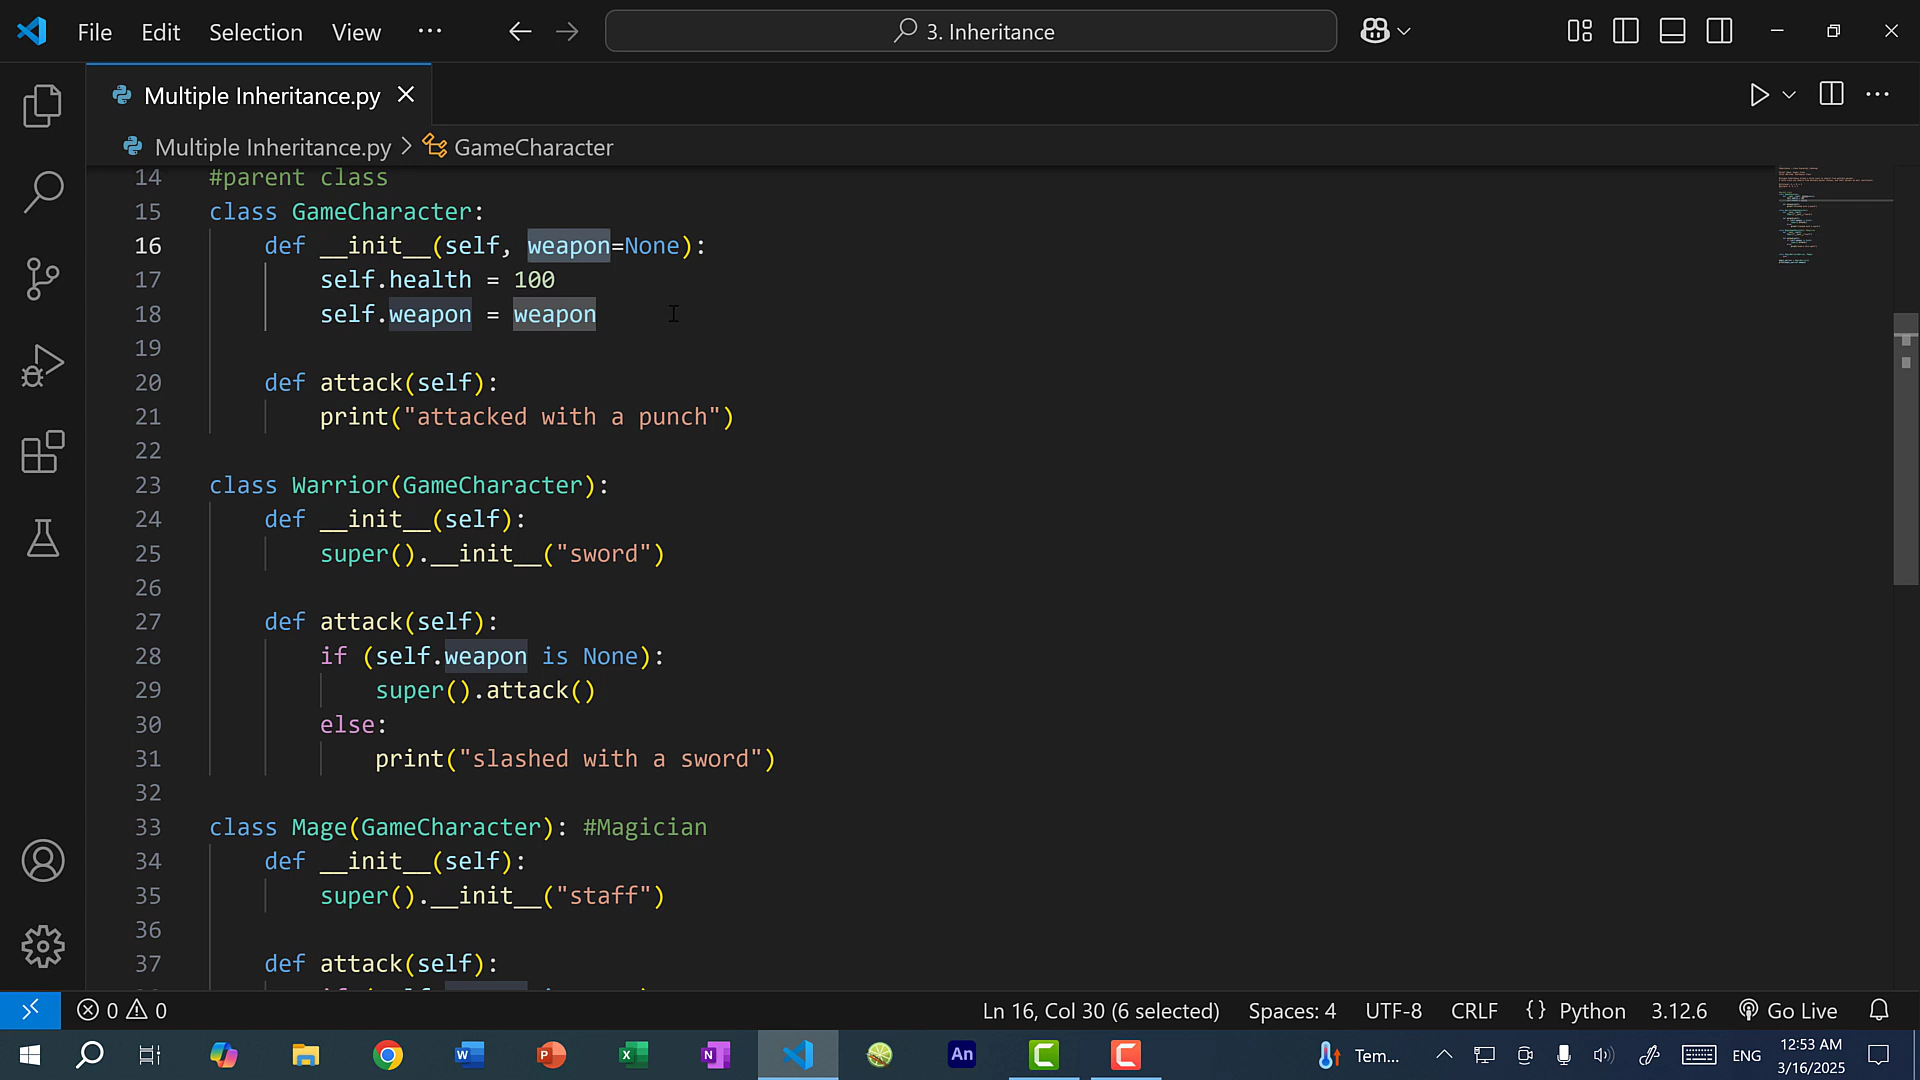 File Edit Selection View ··· 3. Inheritance
Multiple Inheritance.py
Multiple Inheritance.py > GameCharacter
14 #parent class
15 class GameCharacter:
16 def __init__(self, weapon=None):
17 self.health = 100
18 self.weapon = weapon
19
20 def attack(self):
21 print("attacked with a punch")
22
23 class Warrior(GameCharacter):
24 def __init__(self):
25 super().__init__("sword")
26
27 def attack(self):
28 if (self.weapon is None):
29 super().attack()
30 else:
31 print("slashed with a sword")
32
33 class Mage(GameCharacter): #Magician
34 def __init__(self):
35 super().__init__("staff")
36
37 def attack(self):
0 0 Ln 16, Col 30 (6 selected) Spaces: 4 UTF-8 CRLF {} Python 3.12.6 Go Live
Tem... ENG 12:53 AM
3/16/2025